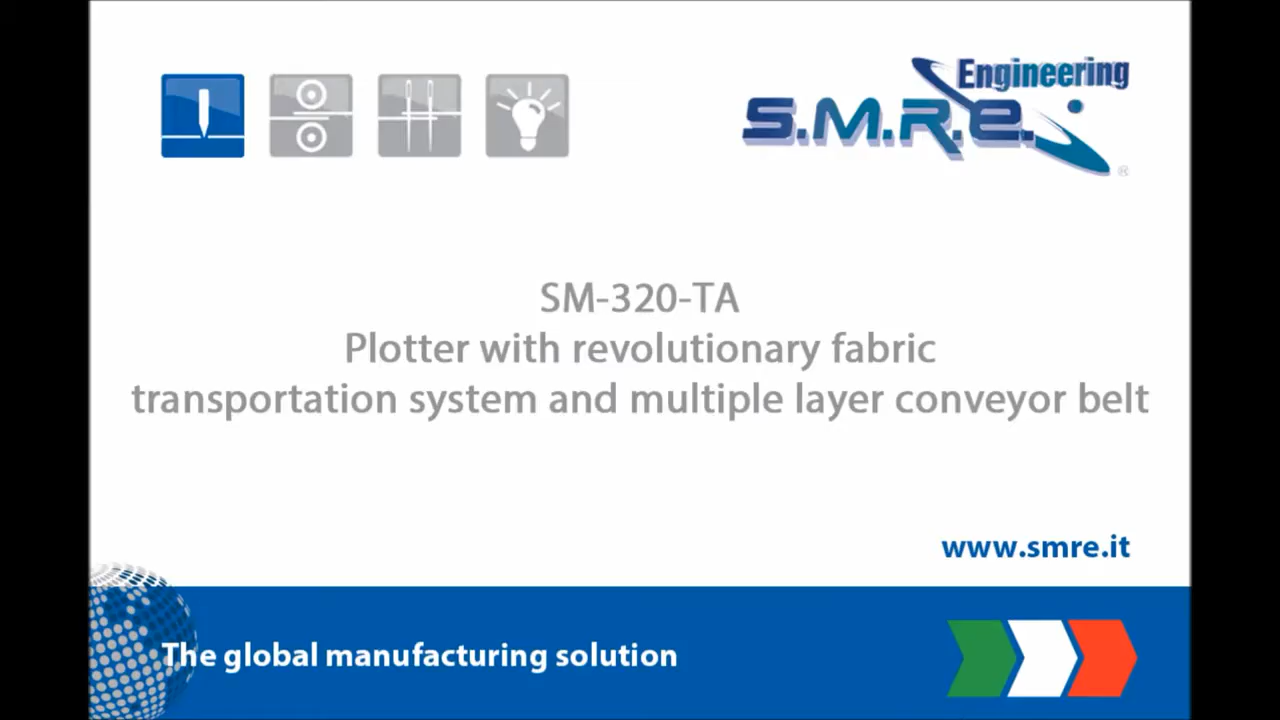 Engineering
S.M.R.e.
®
SM-320-TA
Plotter with revolutionary fabric
transportation system and multiple layer conveyor belt
www.smre.it
The global manufacturing solution